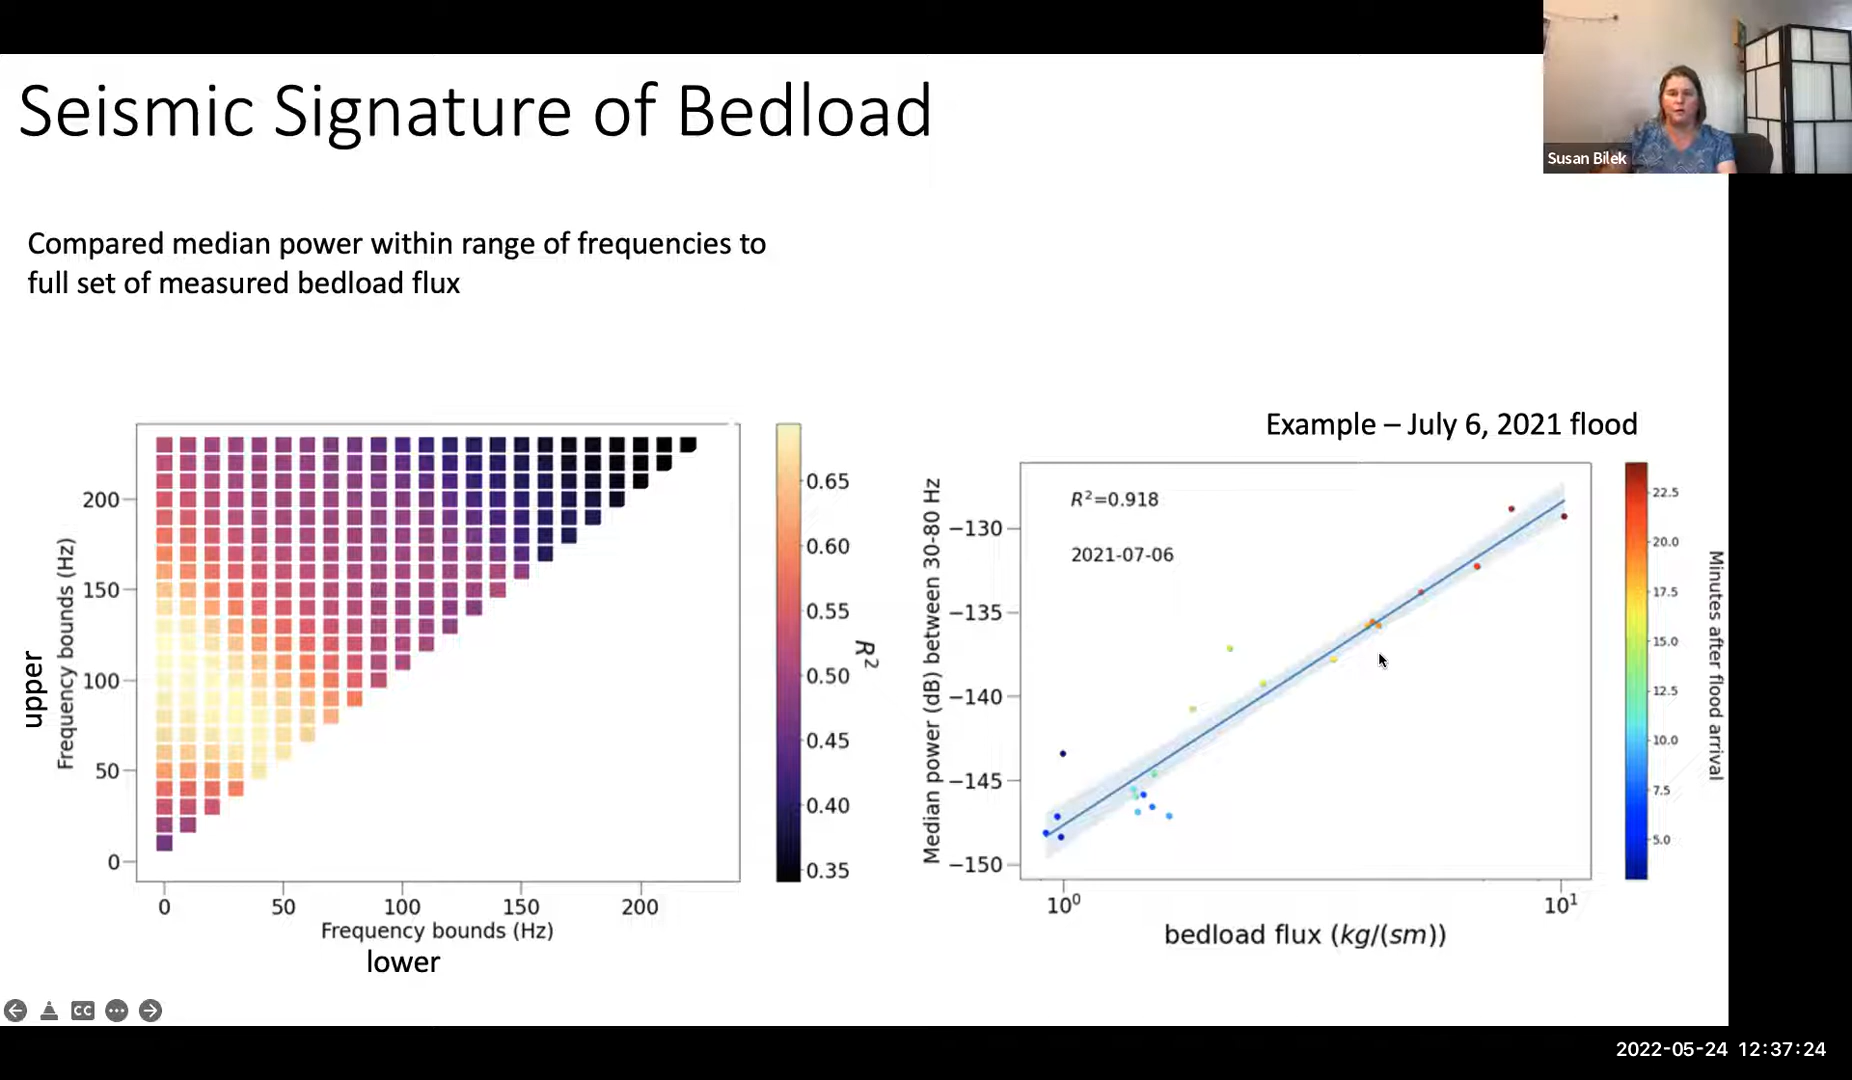 Seismic Signature of Bedload
Susan Bilek
Compared median power within range of frequencies to
full set of measured bedload flux
upper
Frequency bounds (Hz)
200
150
100
50
0
0
50
100
150
200
Frequency bounds (Hz)
lower
0.65
0.60
0.55
0.50
0.45
0.40
0.35
R²
Example – July 6, 2021 flood
Median power (dB) between 30-80 Hz
−130
−135
−140
−145
−150
R²=0.918
2021-07-06
10⁰
10¹
bedload flux (kg/(sm))
22.5
20.0
17.5
15.0
12.5
10.0
7.5
5.0
Minutes after flood arrival
CC
2022-05-24 12:37:24